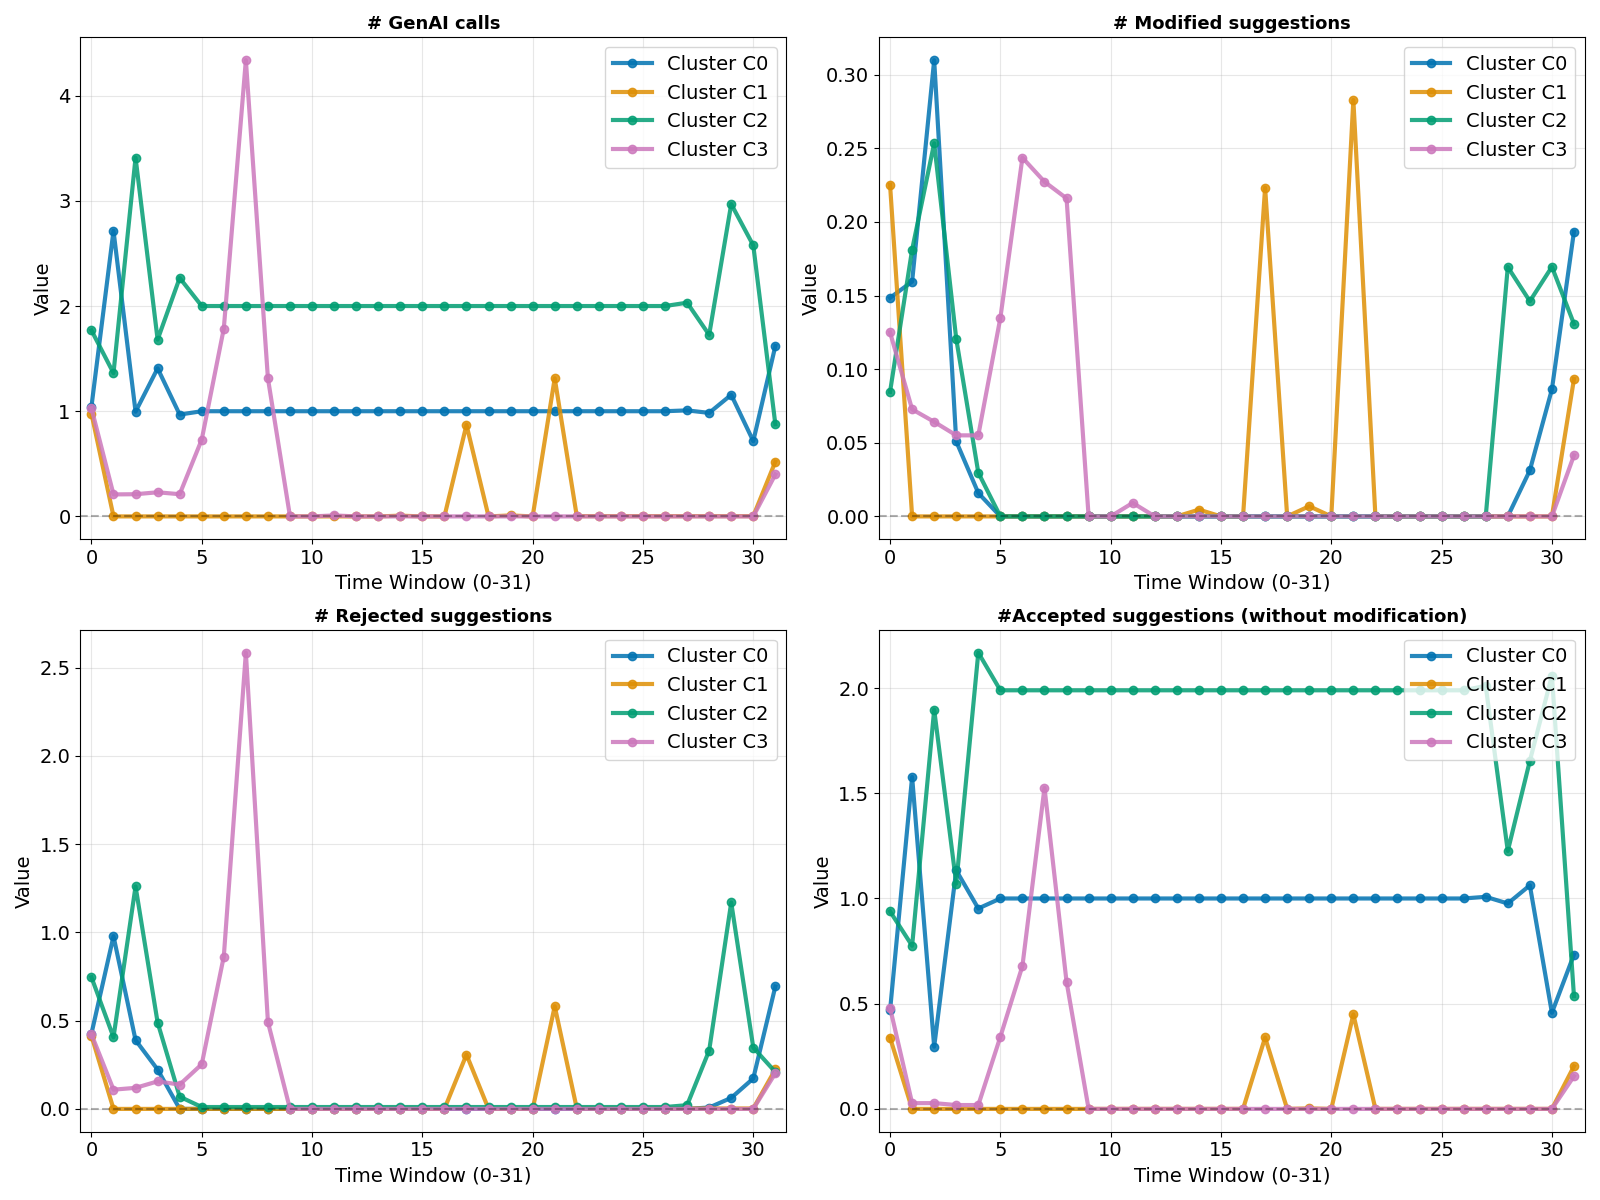 # GenAI calls
Value
4
3
2
1
0
0 5 10 15 20 25 30
Time Window (0-31)
Cluster C0
Cluster C1
Cluster C2
Cluster C3
# Modified suggestions
Value
0.30
0.25
0.20
0.15
0.10
0.05
0.00
0 5 10 15 20 25 30
Time Window (0-31)
Cluster C0
Cluster C1
Cluster C2
Cluster C3
# Rejected suggestions
Value
2.5
2.0
1.5
1.0
0.5
0.0
0 5 10 15 20 25 30
Time Window (0-31)
Cluster C0
Cluster C1
Cluster C2
Cluster C3
#Accepted suggestions (without modification)
Value
2.0
1.5
1.0
0.5
0.0
0 5 10 15 20 25 30
Time Window (0-31)
Cluster C0
Cluster C1
Cluster C2
Cluster C3